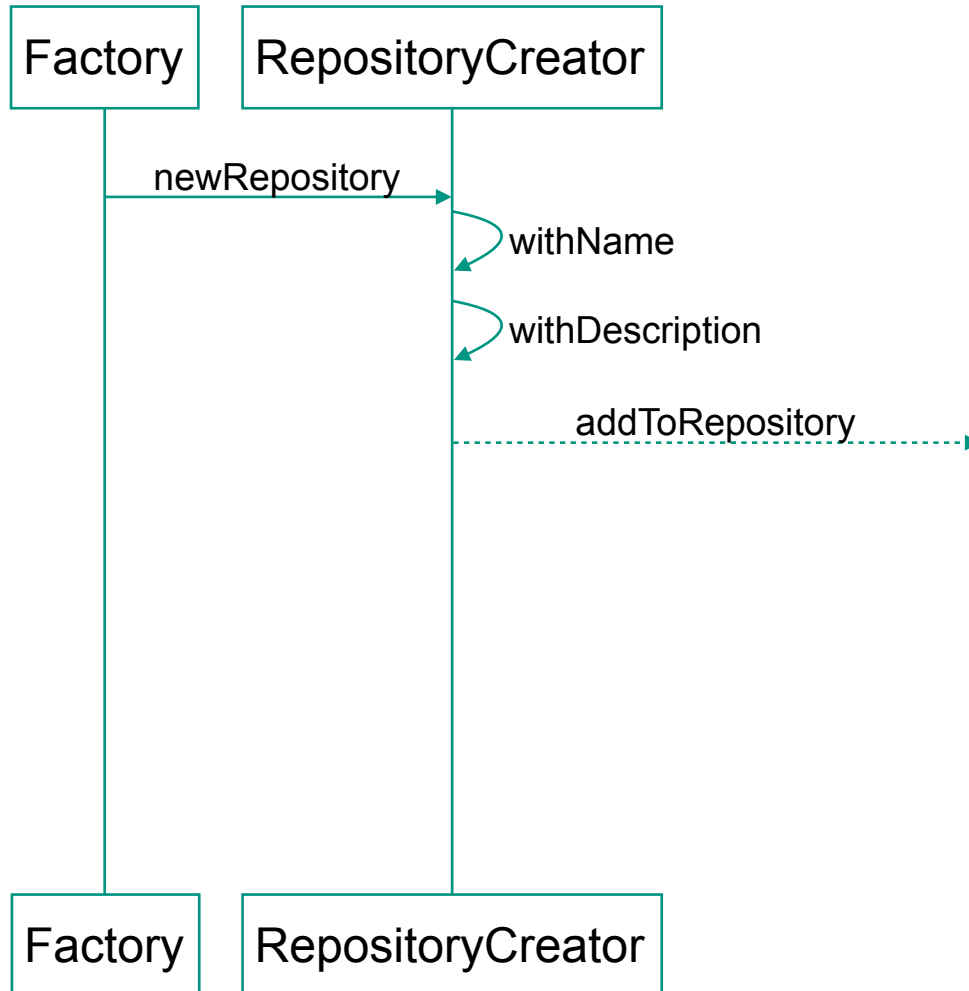 Factory
RepositoryCreator
newRepository
withName
withDescription
addToRepository
Factory
RepositoryCreator